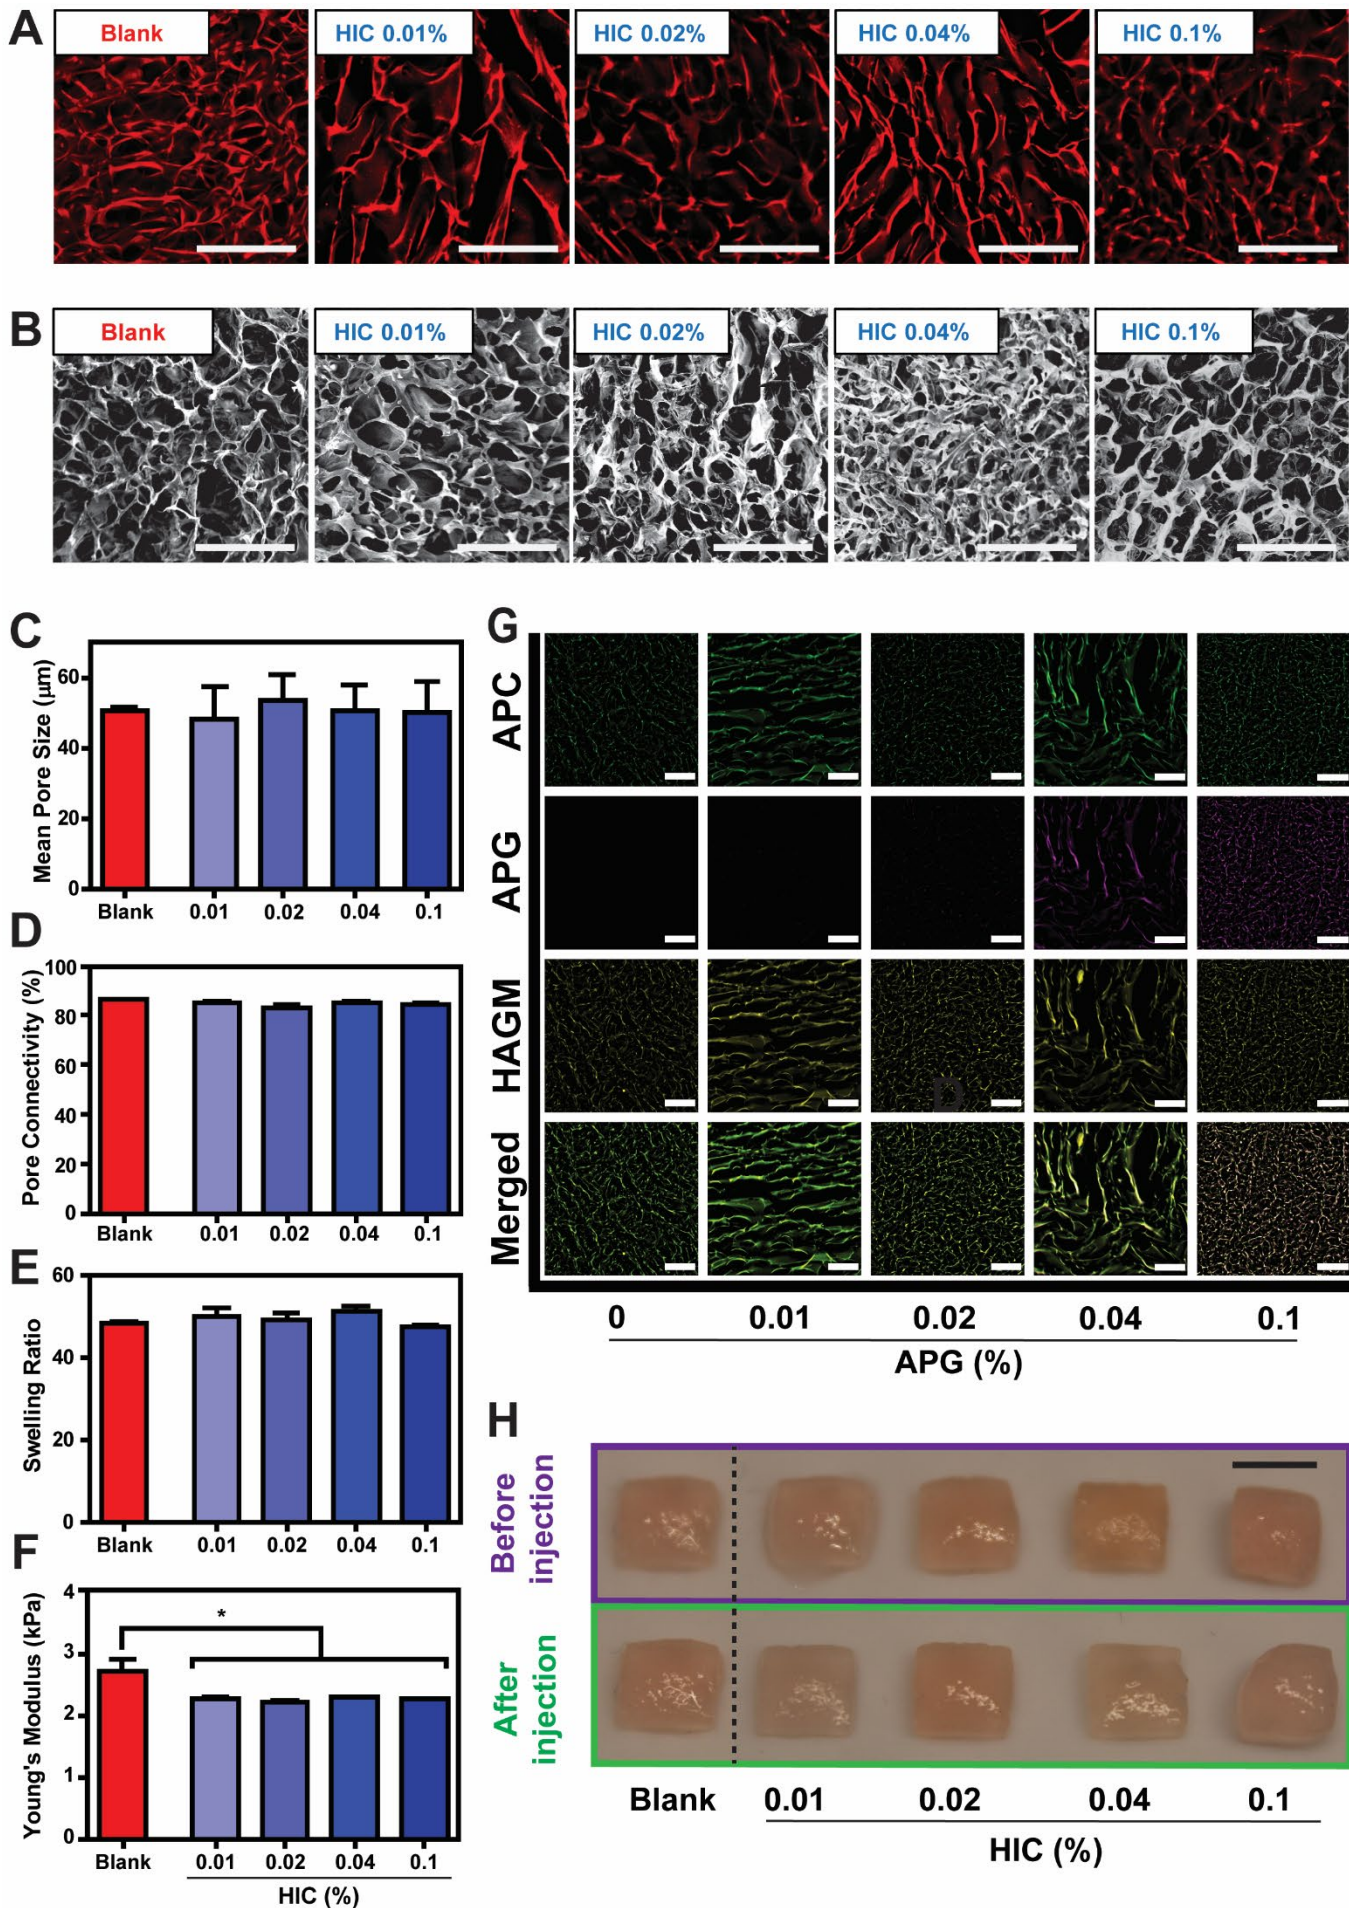 A
Blank
HIC 0.01%
HIC 0.02%
HIC 0.04%
HIC 0.1%
B
Blank
HIC 0.01%
HIC 0.02%
HIC 0.04%
HIC 0.1%
C
Mean Pore Size (µm)
60
40
20
0
Blank
0.01
0.02
0.04
0.1
D
Pore Connectivity (%)
100
80
60
40
20
0
Blank
0.01
0.02
0.04
0.1
E
Swelling Ratio
60
40
20
0
Blank
0.01
0.02
0.04
0.1
F
Young's Modulus (kPa)
4
3
2
1
0
*
Blank
0.01
0.02
0.04
0.1
HIC (%)
G
APC
APG
HAGM
D
Merged
0
0.01
0.02
0.04
0.1
APG (%)
H
Before
injection
After
injection
Blank
0.01
0.02
0.04
0.1
HIC (%)